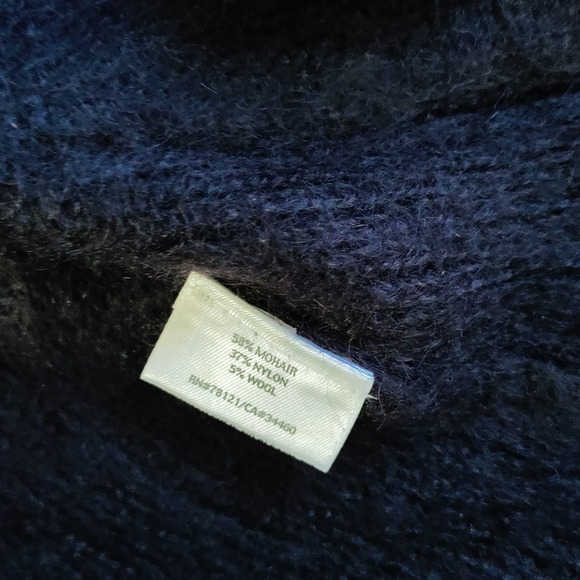 58% MOHAIR
37% NYLON
5% WOOL
RN#78121/CA#34460